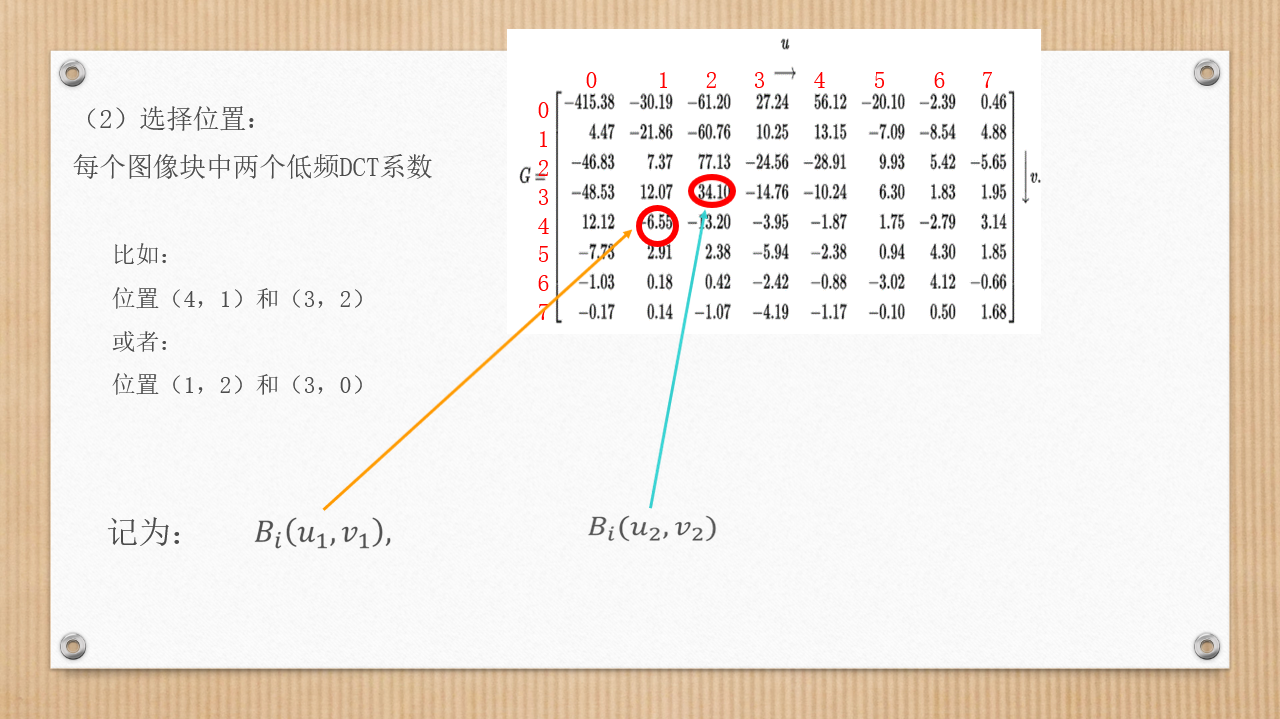 u
→
0 1 2 3 4 5 6 7
0 −415.38 −30.19 −61.20 27.24 56.12 −20.10 −2.39 0.46
1 4.47 −21.86 −60.76 10.25 13.15 −7.09 −8.54 4.88
2 −46.83 7.37 77.13 −24.56 −28.91 9.93 5.42 −5.65
G =
3 −48.53 12.07 34.10 −14.76 −10.24 6.30 1.83 1.95
4 12.12 −6.55 −13.20 −3.95 −1.87 1.75 −2.79 3.14
5 −7.73 2.91 2.38 −5.94 −2.38 0.94 4.30 1.85
6 −1.03 0.18 0.42 −2.42 −0.88 −3.02 4.12 −0.66
7 −0.17 0.14 −1.07 −4.19 −1.17 −0.10 0.50 1.68
↓ v.
（2）选择位置：
每个图像块中两个低频DCT系数
比如：
位置（4，1）和（3，2）
或者：
位置（1，2）和（3，0）
记为： B_i(u_1,v_1), B_i(u_2,v_2)